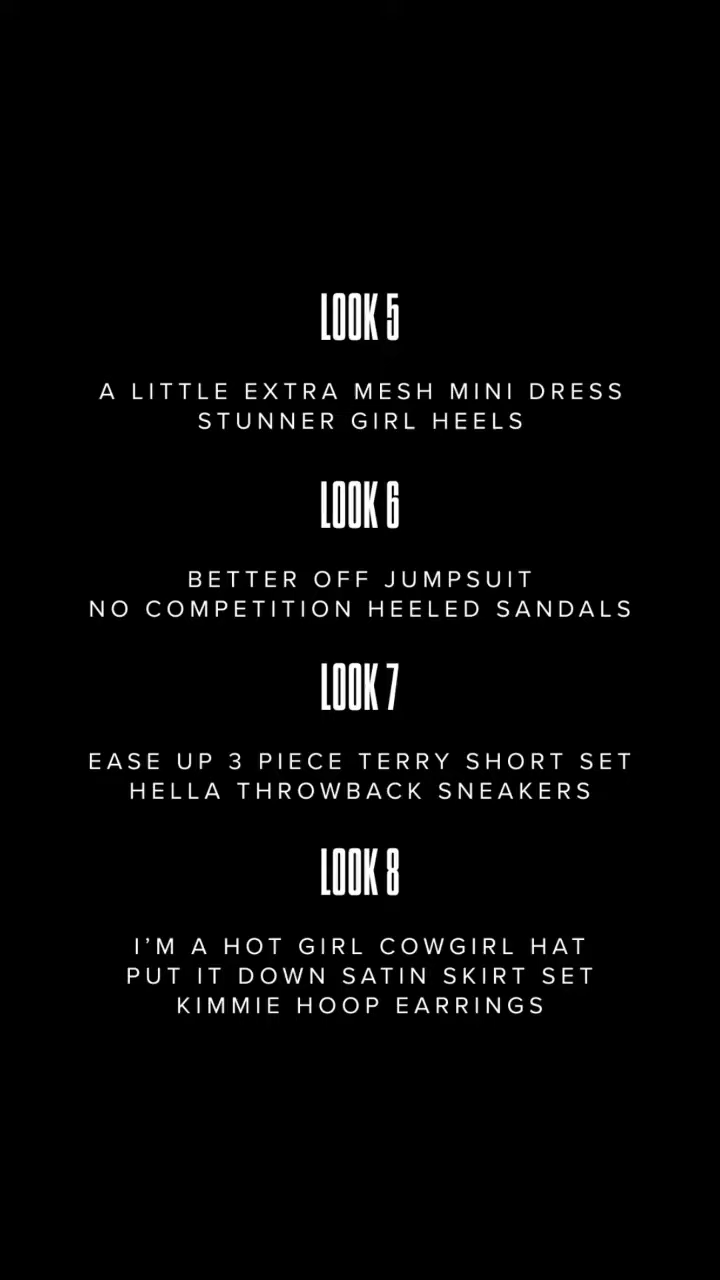 LOOK 5
A LITTLE EXTRA MESH MINI DRESS
STUNNER GIRL HEELS
LOOK 6
BETTER OFF JUMPSUIT
NO COMPETITION HEELED SANDALS
LOOK 7
EASE UP 3 PIECE TERRY SHORT SET
HELLA THROWBACK SNEAKERS
LOOK 8
I’M A HOT GIRL COWGIRL HAT
PUT IT DOWN SATIN SKIRT SET
KIMMIE HOOP EARRINGS